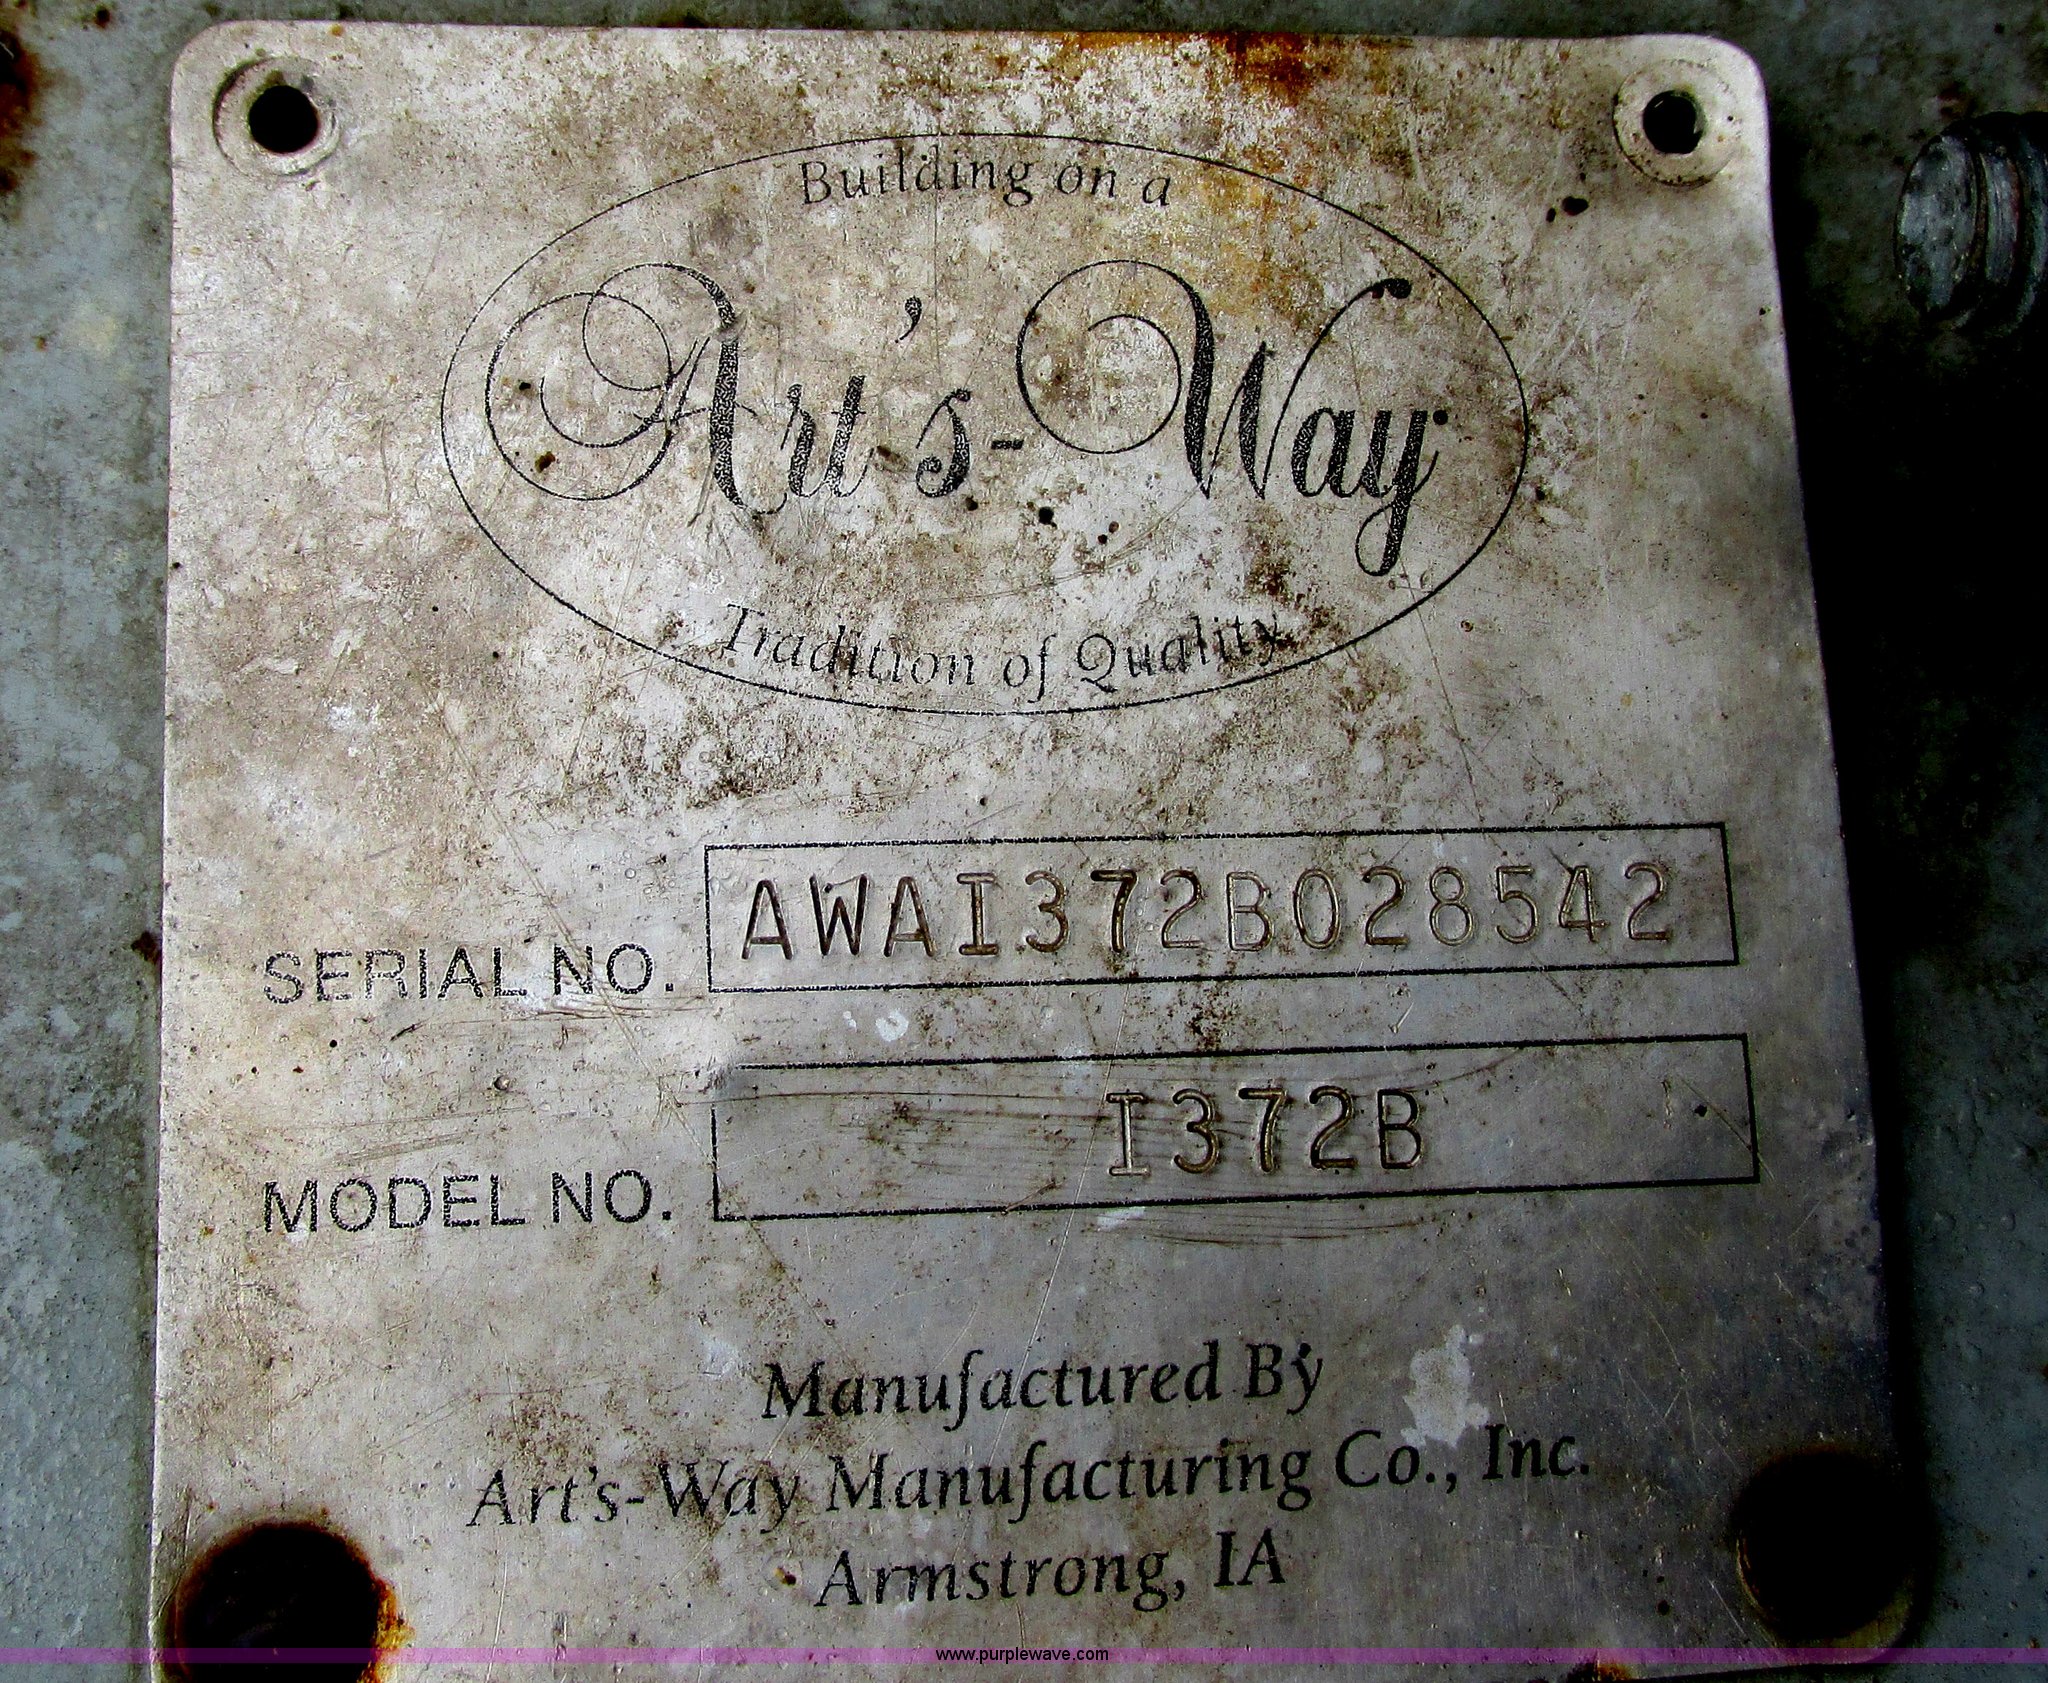 Building on a
Art's-Way
Tradition of Quality
SERIAL NO. AWAI372B028542
MODEL NO. I372B
Manufactured By
Art's-Way Manufacturing Co., Inc.
Armstrong, IA
www.purplewave.com